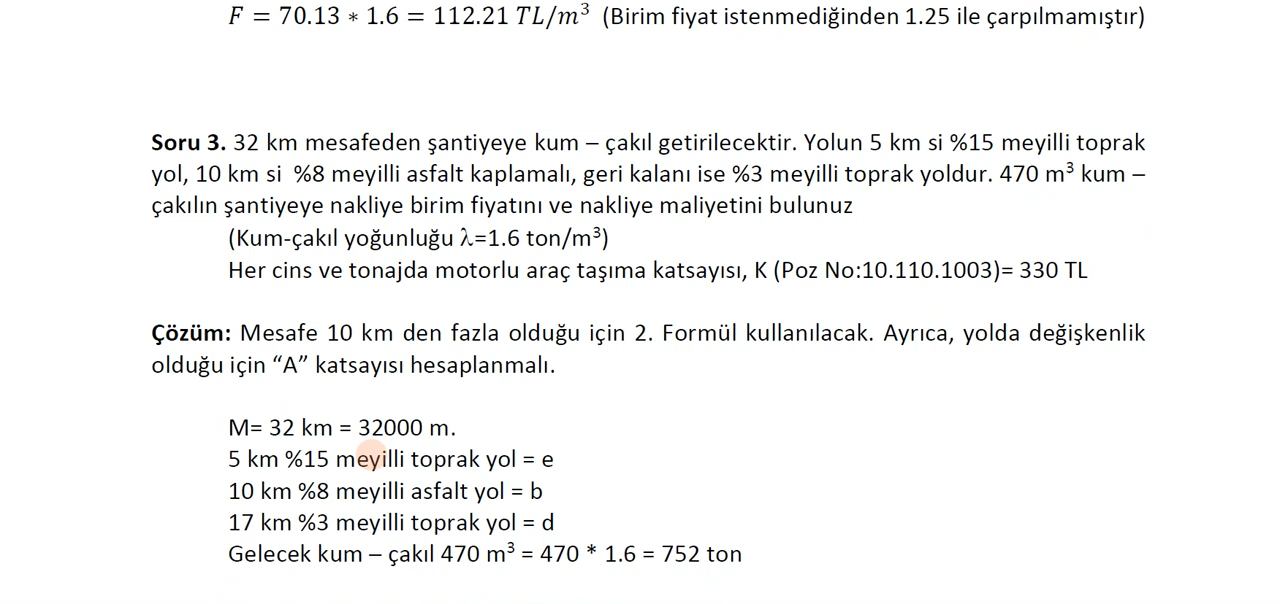 F = 70.13 ∗ 1.6 = 112.21 TL/m³ (Birim fiyat istenmediğinden 1.25 ile çarpılmamıştır)
Soru 3. 32 km mesafeden şantiyeye kum – çakıl getirilecektir. Yolun 5 km si %15 meyilli toprak
yol, 10 km si %8 meyilli asfalt kaplamalı, geri kalanı ise %3 meyilli toprak yoldur. 470 m³ kum –
çakılın şantiyeye nakliye birim fiyatını ve nakliye maliyetini bulunuz
(Kum-çakıl yoğunluğu λ=1.6 ton/m³)
Her cins ve tonajda motorlu araç taşıma katsayısı, K (Poz No:10.110.1003)= 330 TL
Çözüm: Mesafe 10 km den fazla olduğu için 2. Formül kullanılacak. Ayrıca, yolda değişkenlik
olduğu için “A” katsayısı hesaplanmalı.
M= 32 km = 32000 m.
5 km %15 meyilli toprak yol = e
10 km %8 meyilli asfalt yol = b
17 km %3 meyilli toprak yol = d
Gelecek kum – çakıl 470 m³ = 470 * 1.6 = 752 ton